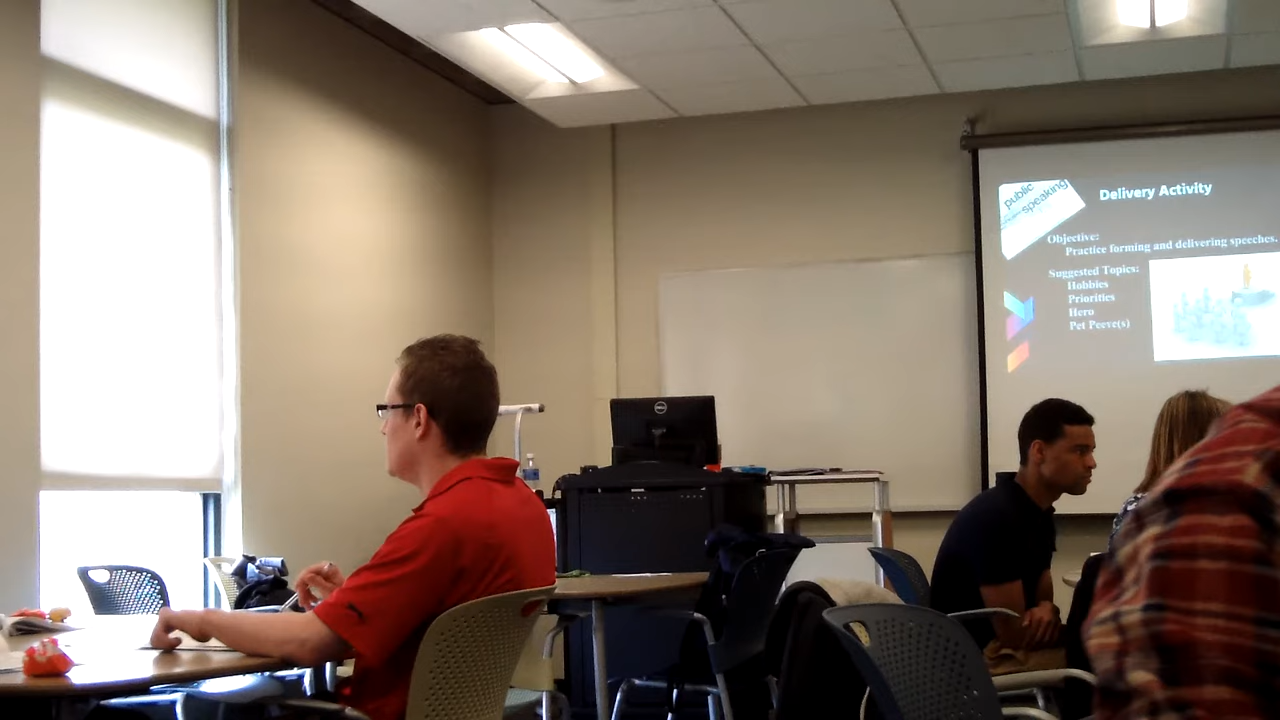 public
speaking
Delivery Activity
Objective:
Practice forming and delivering speeches.
Suggested Topics:
Hobbies
Priorities
Hero
Pet Peeve(s)
DELL